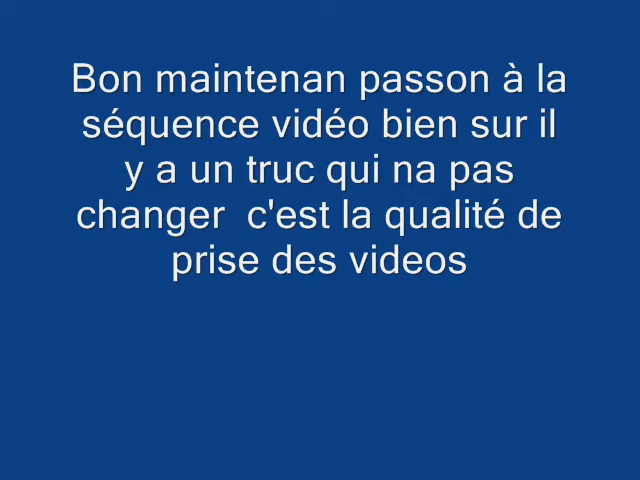 Bon maintenan passon à la
séquence vidéo bien sur il
y a un truc qui na pas
changer  c'est la qualité de
prise des videos